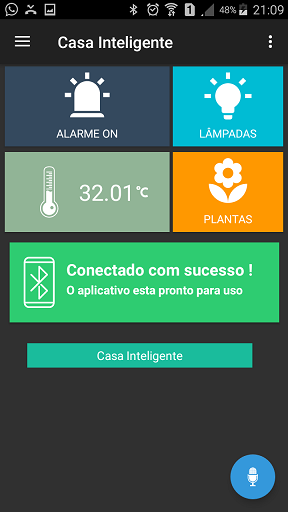 1 48% 21:09
Casa Inteligente
ALARME ON
LÂMPADAS
32.01°C
PLANTAS
Conectado com sucesso !
O aplicativo esta pronto para uso
Casa Inteligente